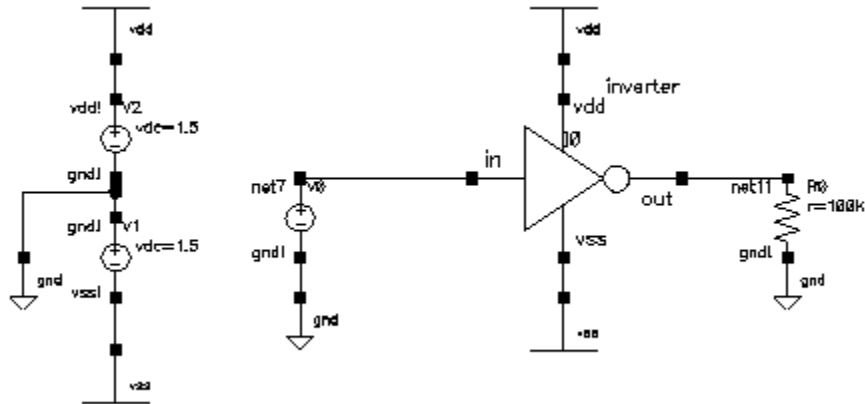 vdd
vdd! V2
vdc=1.5
gnd!
gnd! V1
vdc=1.5
gnd
vss!
vss
net7 V0
gnd!
gnd
in
vdd
inverter
vdd
I0
out
vss
net11 R0
r=100k
gnd!
gnd